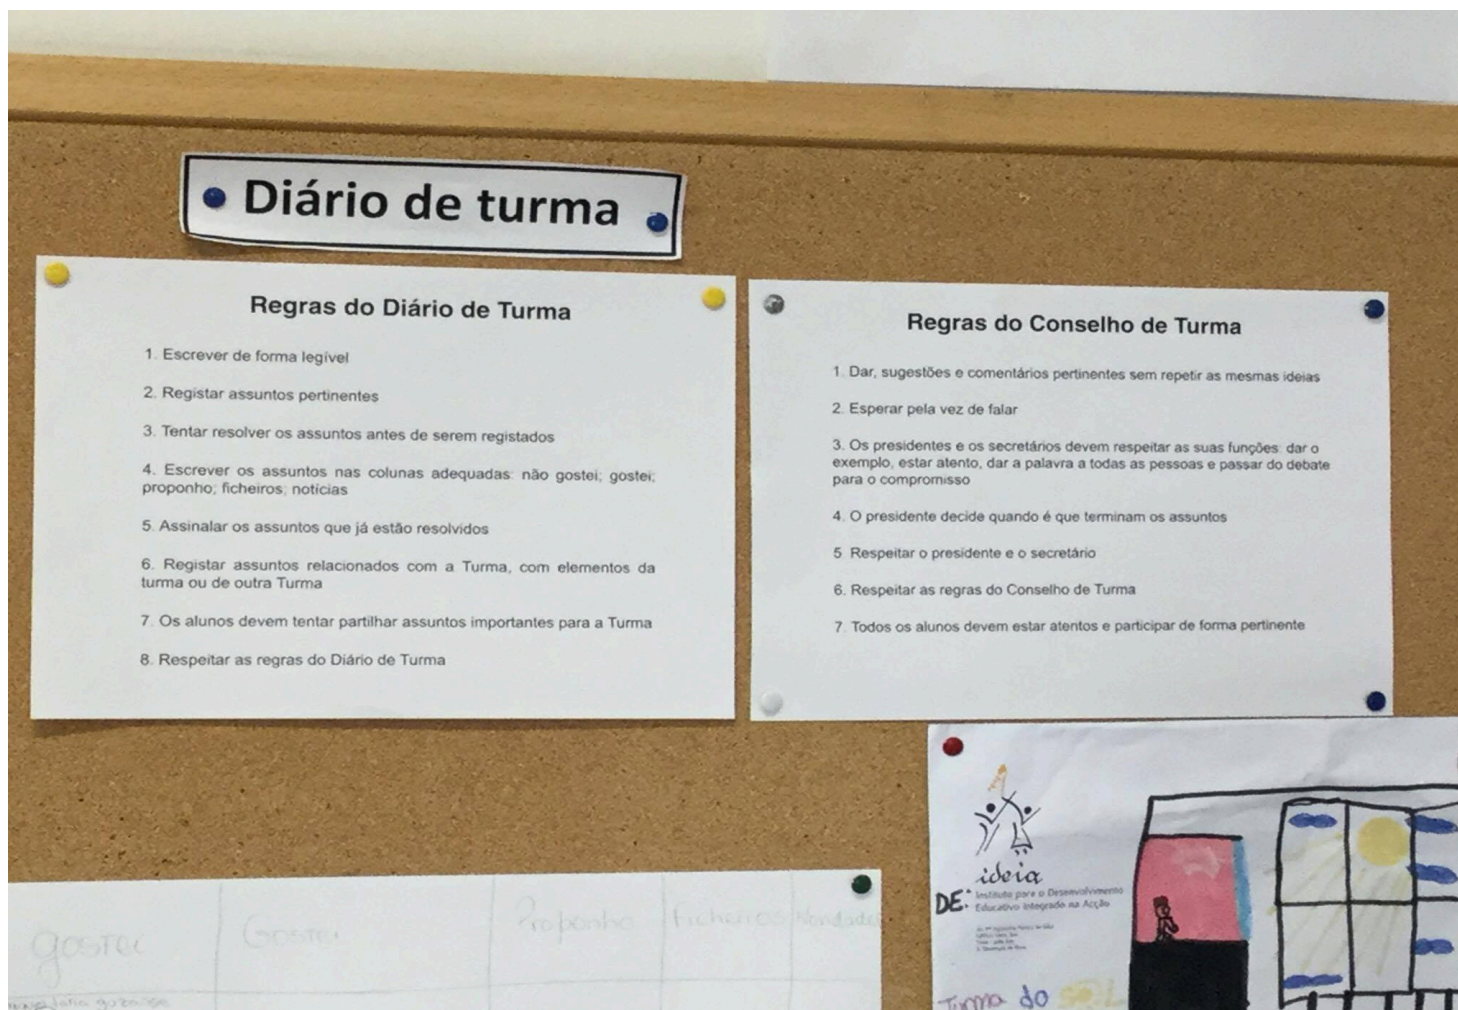 Diário de turma
Regras do Diário de Turma
1. Escrever de forma legível
2. Registar assuntos pertinentes
3. Tentar resolver os assuntos antes de serem registados
4. Escrever os assuntos nas colunas adequadas: não gostei; gostei;
proponho; ficheiros; notícias
5. Assinalar os assuntos que já estão resolvidos
6. Registar assuntos relacionados com a Turma, com elementos da
turma ou de outra Turma
7. Os alunos devem tentar partilhar assuntos importantes para a Turma
8. Respeitar as regras do Diário de Turma
Regras do Conselho de Turma
1. Dar, sugestões e comentários pertinentes sem repetir as mesmas ideias
2. Esperar pela vez de falar
3. Os presidentes e os secretários devem respeitar as suas funções: dar o
exemplo, estar atento, dar a palavra a todas as pessoas e passar do debate
para o compromisso
4. O presidente decide quando é que terminam os assuntos
5 Respeitar o presidente e o secretário
6. Respeitar as regras do Conselho de Turma
7. Todos os alunos devem estar atentos e participar de forma pertinente
gostei Gostei Proponho ficheiros
ideia
DE: Instituto para o Desenvolvimento
Educativo Integrado na Acção
Turma do SOL